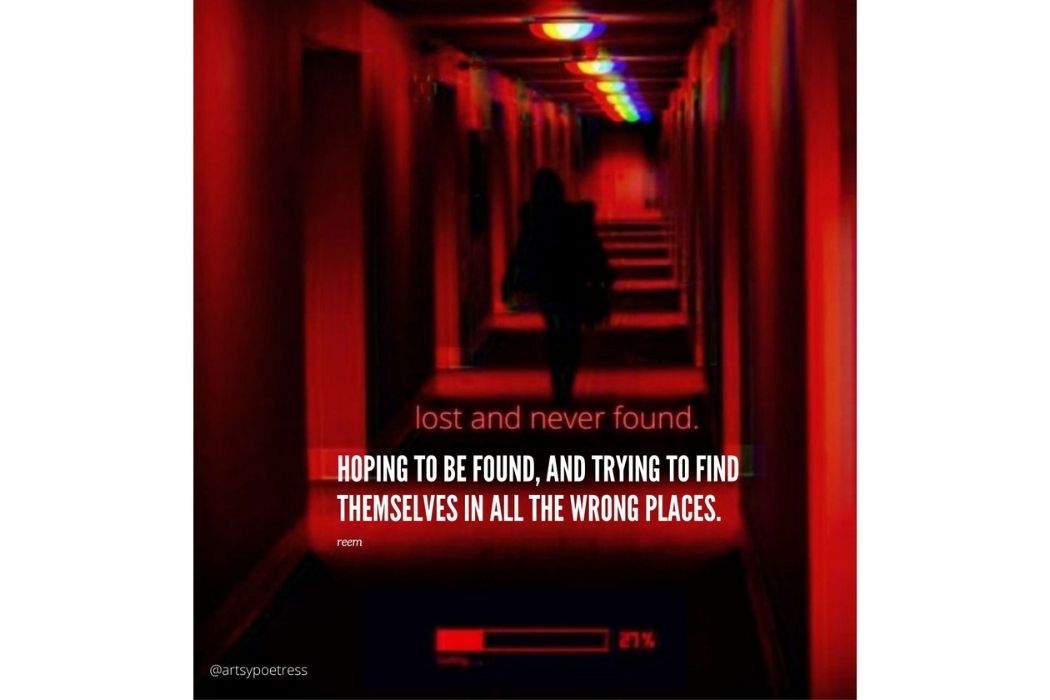 lost and never found.
HOPING TO BE FOUND, AND TRYING TO FIND
THEMSELVES IN ALL THE WRONG PLACES.
reem
27%
@artsypoetress